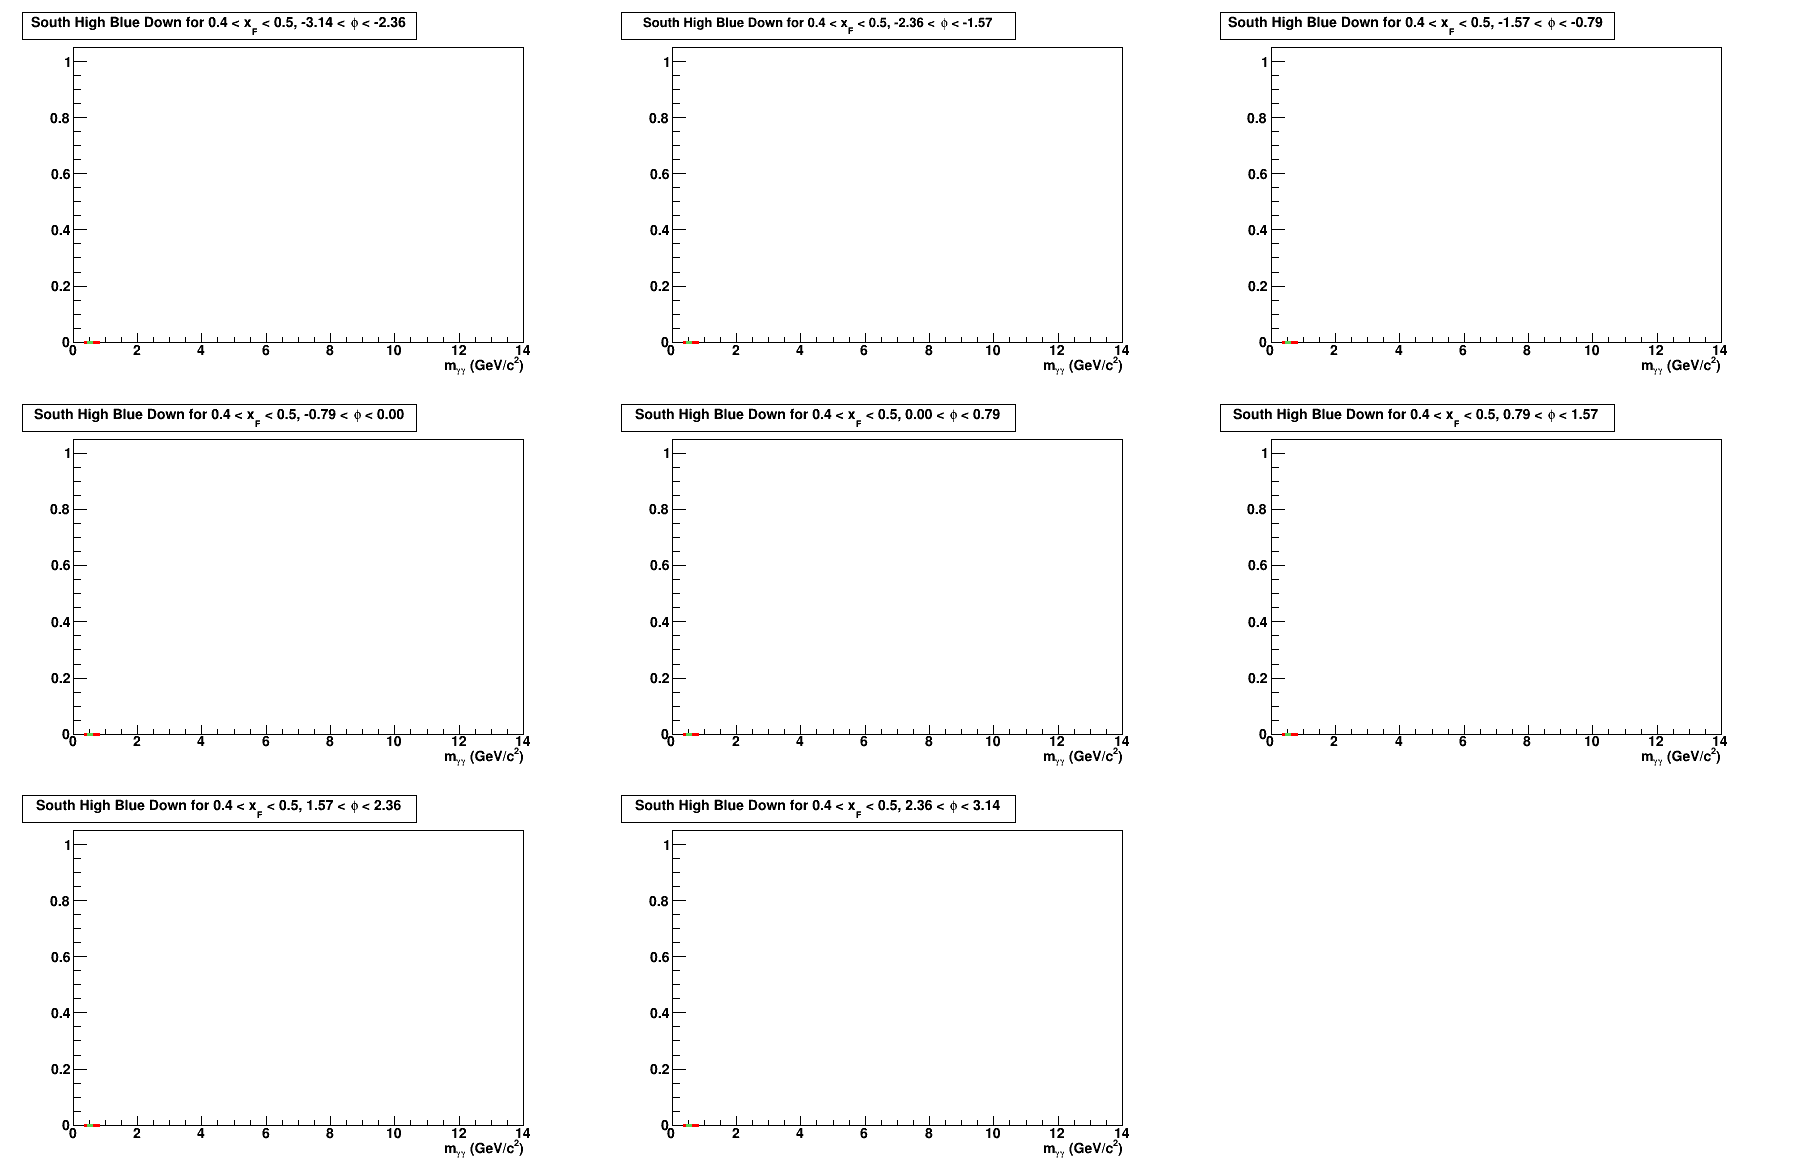 South High Blue Down for 0.4 < x_F < 0.5, -3.14 < ϕ < -2.36
1
0.8
0.6
0.4
0.2
0
0 2 4 6 8 10 12 14
m_γγ (GeV/c²)
South High Blue Down for 0.4 < x_F < 0.5, -2.36 < ϕ < -1.57
1
0.8
0.6
0.4
0.2
0
0 2 4 6 8 10 12 14
m_γγ (GeV/c²)
South High Blue Down for 0.4 < x_F < 0.5, -1.57 < ϕ < -0.79
1
0.8
0.6
0.4
0.2
0
0 2 4 6 8 10 12 14
m_γγ (GeV/c²)
South High Blue Down for 0.4 < x_F < 0.5, -0.79 < ϕ < 0.00
1
0.8
0.6
0.4
0.2
0
0 2 4 6 8 10 12 14
m_γγ (GeV/c²)
South High Blue Down for 0.4 < x_F < 0.5, 0.00 < ϕ < 0.79
1
0.8
0.6
0.4
0.2
0
0 2 4 6 8 10 12 14
m_γγ (GeV/c²)
South High Blue Down for 0.4 < x_F < 0.5, 0.79 < ϕ < 1.57
1
0.8
0.6
0.4
0.2
0
0 2 4 6 8 10 12 14
m_γγ (GeV/c²)
South High Blue Down for 0.4 < x_F < 0.5, 1.57 < ϕ < 2.36
1
0.8
0.6
0.4
0.2
0
0 2 4 6 8 10 12 14
m_γγ (GeV/c²)
South High Blue Down for 0.4 < x_F < 0.5, 2.36 < ϕ < 3.14
1
0.8
0.6
0.4
0.2
0
0 2 4 6 8 10 12 14
m_γγ (GeV/c²)